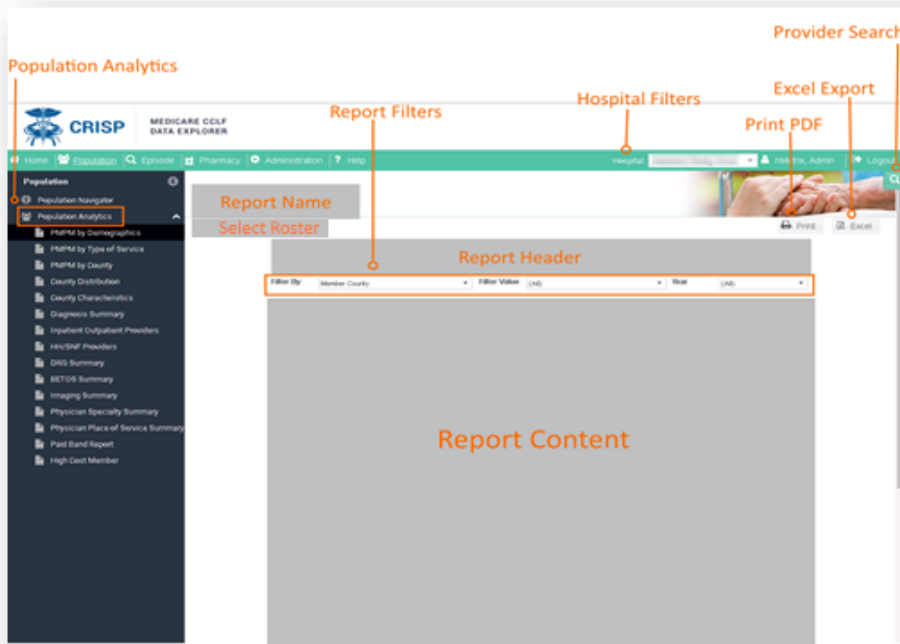 Provider Search
Population Analytics
Excel Export
Hospital Filters
Report Filters
Print PDF
CRISP
MEDICARE CCLF
DATA EXPLORER
Home Population Episode Pharmacy Administration ? Help Hospital hMetrix, Admin Logout
Population
Population Navigator
Report Name
Population Analytics
Select Roster
Print Excel
PMPM by Demographics
PMPM by Type of Service
Report Header
PMPM by County
County Distribution
Filter By Member County Filter Value (All) Year (All)
County Characteristics
Diagnosis Summary
Inpatient Outpatient Providers
HH/SNF Providers
DRG Summary
BETOS Summary
Imaging Summary
Physician Specialty Summary
Physician Place of Service Summary
Report Content
Paid Band Report
High Cost Member